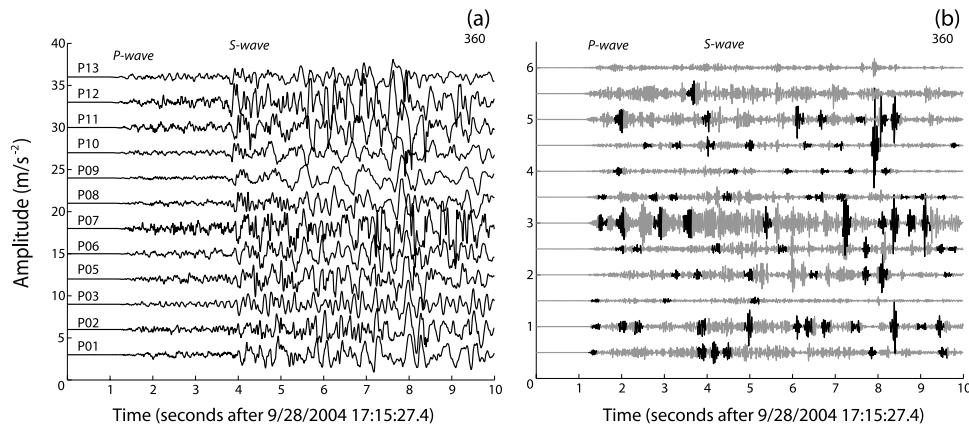 (a)
360
P-wave
S-wave
40
35
30
25
20
15
10
5
0
P13
P12
P11
P10
P09
P08
P07
P06
P05
P03
P02
P01
1 2 3 4 5 6 7 8 9 10
Amplitude (m/s⁻²)
Time (seconds after 9/28/2004 17:15:27.4)
(b)
360
P-wave
S-wave
6
5
4
3
2
1
0
1 2 3 4 5 6 7 8 9 10
Time (seconds after 9/28/2004 17:15:27.4)